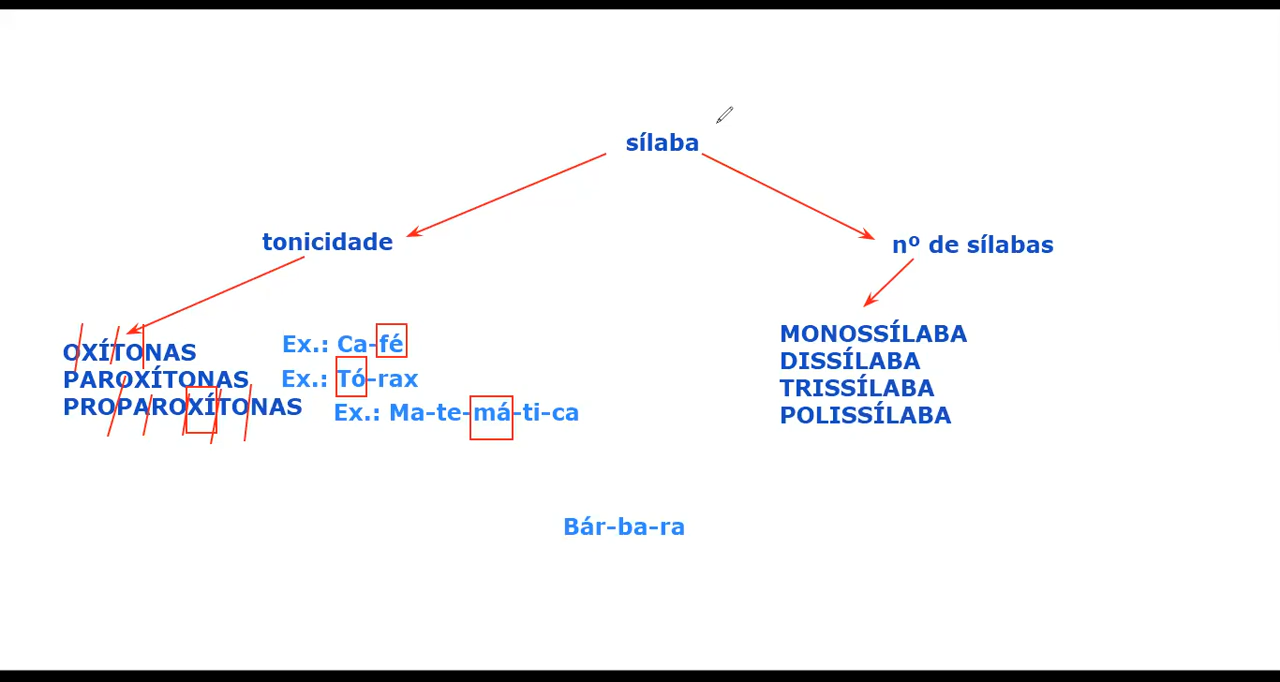 sílaba
tonicidade
nº de sílabas
OXÍTONAS
PAROXÍTONAS
PROPAROXÍTONAS
Ex.: Ca-fé
Ex.: Tó-rax
Ex.: Ma-te-má-ti-ca
MONOSSÍLABA
DISSÍLABA
TRISSÍLABA
POLISSÍLABA
Bár-ba-ra